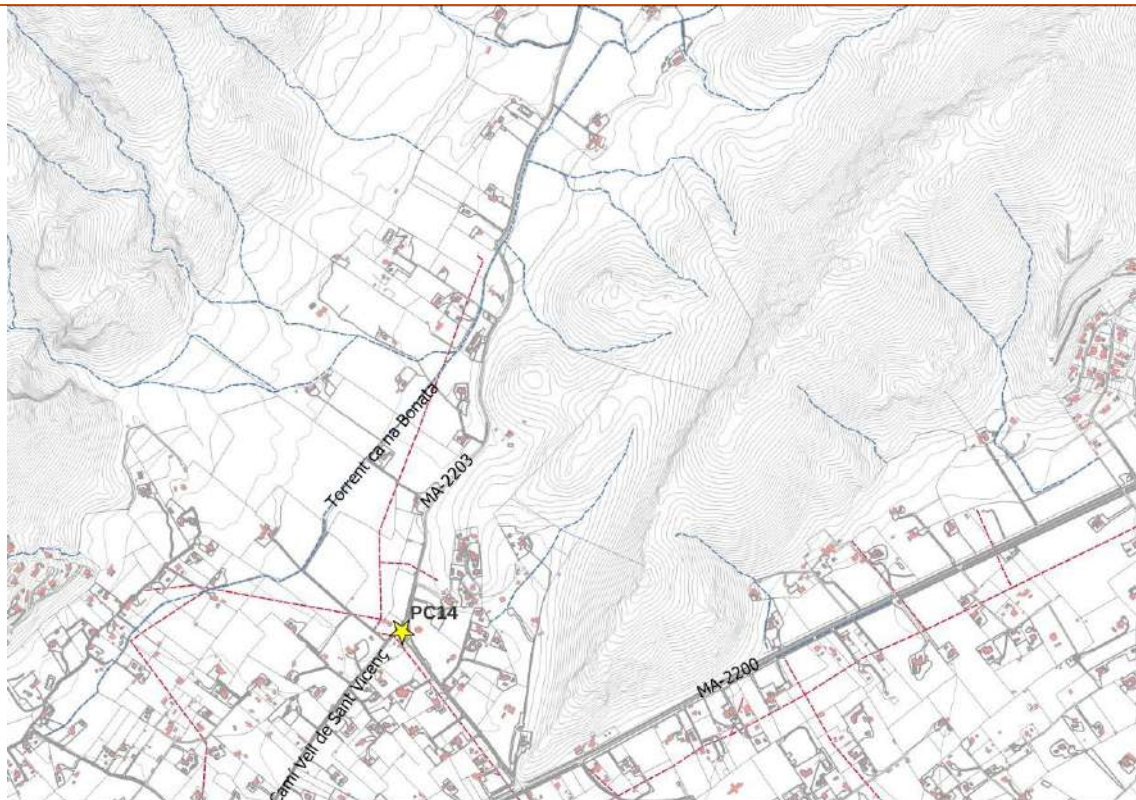 Torrent ca na Bonata
MA-2203
PC14
Camí Vell de Sant Vicenç
MA-2200